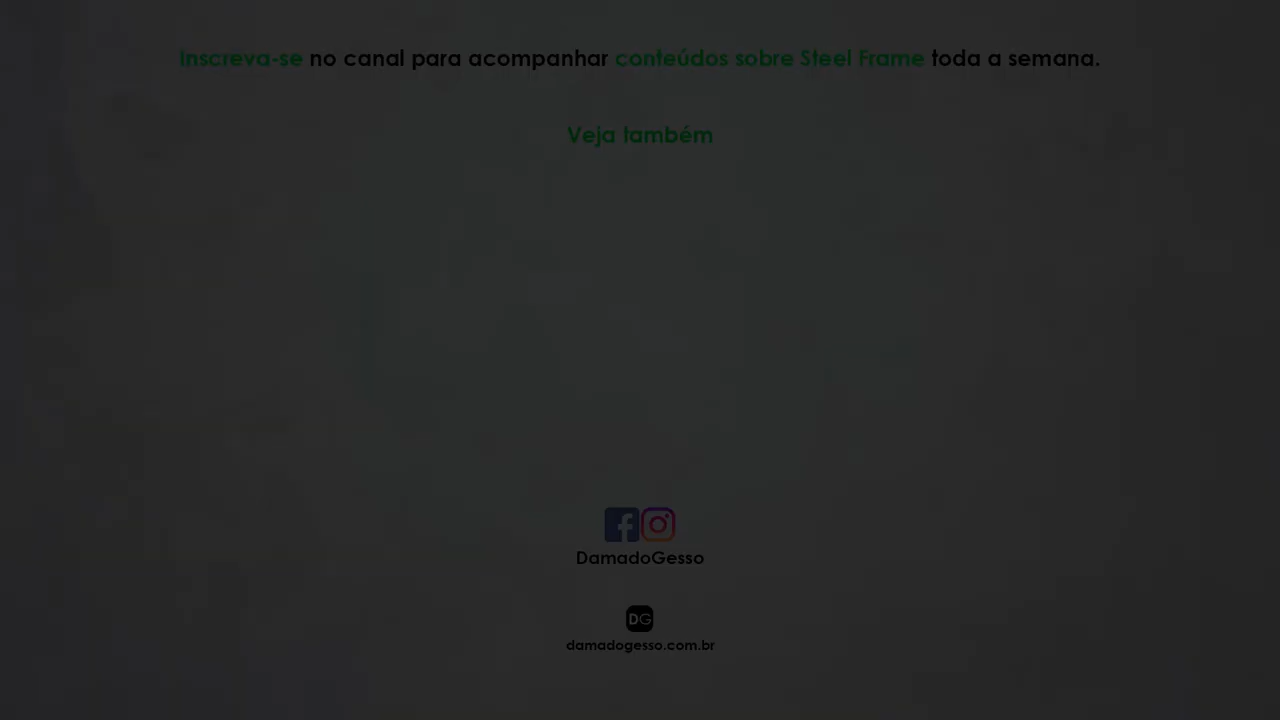 Inscreva-se no canal para acompanhar conteúdos sobre Steel Frame toda a semana.
Veja também
DamadoGesso
DG
damadogesso.com.br